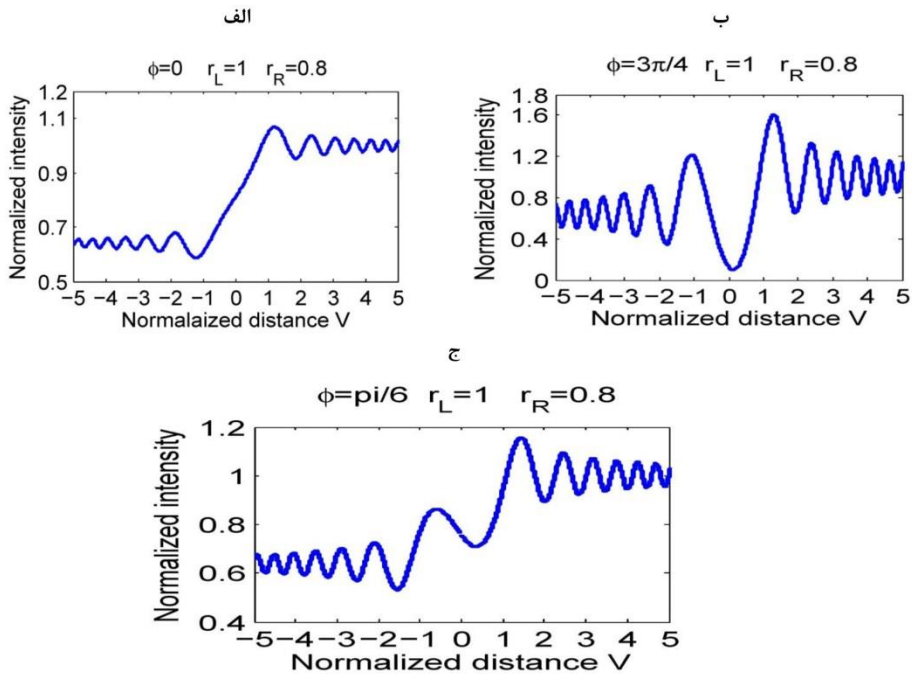 الف
ϕ=0 r_L=1 r_R=0.8
1.2
1.0
0.7
0.5
Normalized intensity
−5 −4 −3 −2 −1 0 1 2 3 4 5
Normalaized distance V
ب
ϕ=3π/4 r_L=1 r_R=0.8
1.8
1.6
1.2
0.8
0.4
0
Normalized intensity
−5 −4 −3 −2 −1 0 1 2 3 4 5
Normalized distance V
ج
ϕ=pi/6 r_L=1 r_R=0.8
1.2
1
0.8
0.6
0.4
Normalized intensity
−5 −4 −3 −2 −1 0 1 2 3 4 5
Normalized distance V